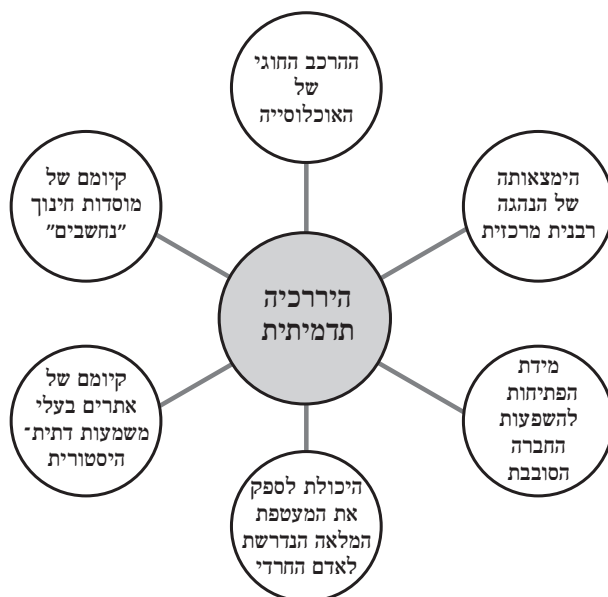 ההרכב החוגי
של
האוכלוסייה
הימצאותה
של הנהגה
רבנית מרכזית
מידת
הפתיחות
להשפעות
החברה
הסובבת
היכולת לספק
את המעטפת
המלאה הנדרשת
לאדם החרדי
קיומם של
אתרים בעלי
משמעות דתית־
היסטורית
קיומם של
מוסדות חינוך
"נחשבים"
היררכיה
תדמיתית